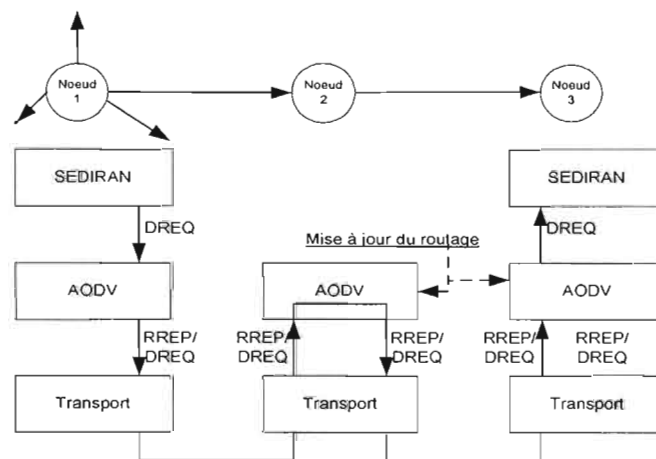 Noeud
1
Noeud
2
Noeud
3
SEDIRAN
SEDIRAN
DREQ
DREQ
Mise à jour du routage
AODV
AODV
AODV
RREP/
DREQ
RREP/
DREQ
RREP/
DREQ
RREP/
DREQ
RREP/
DREQ
Transport
Transport
Transport